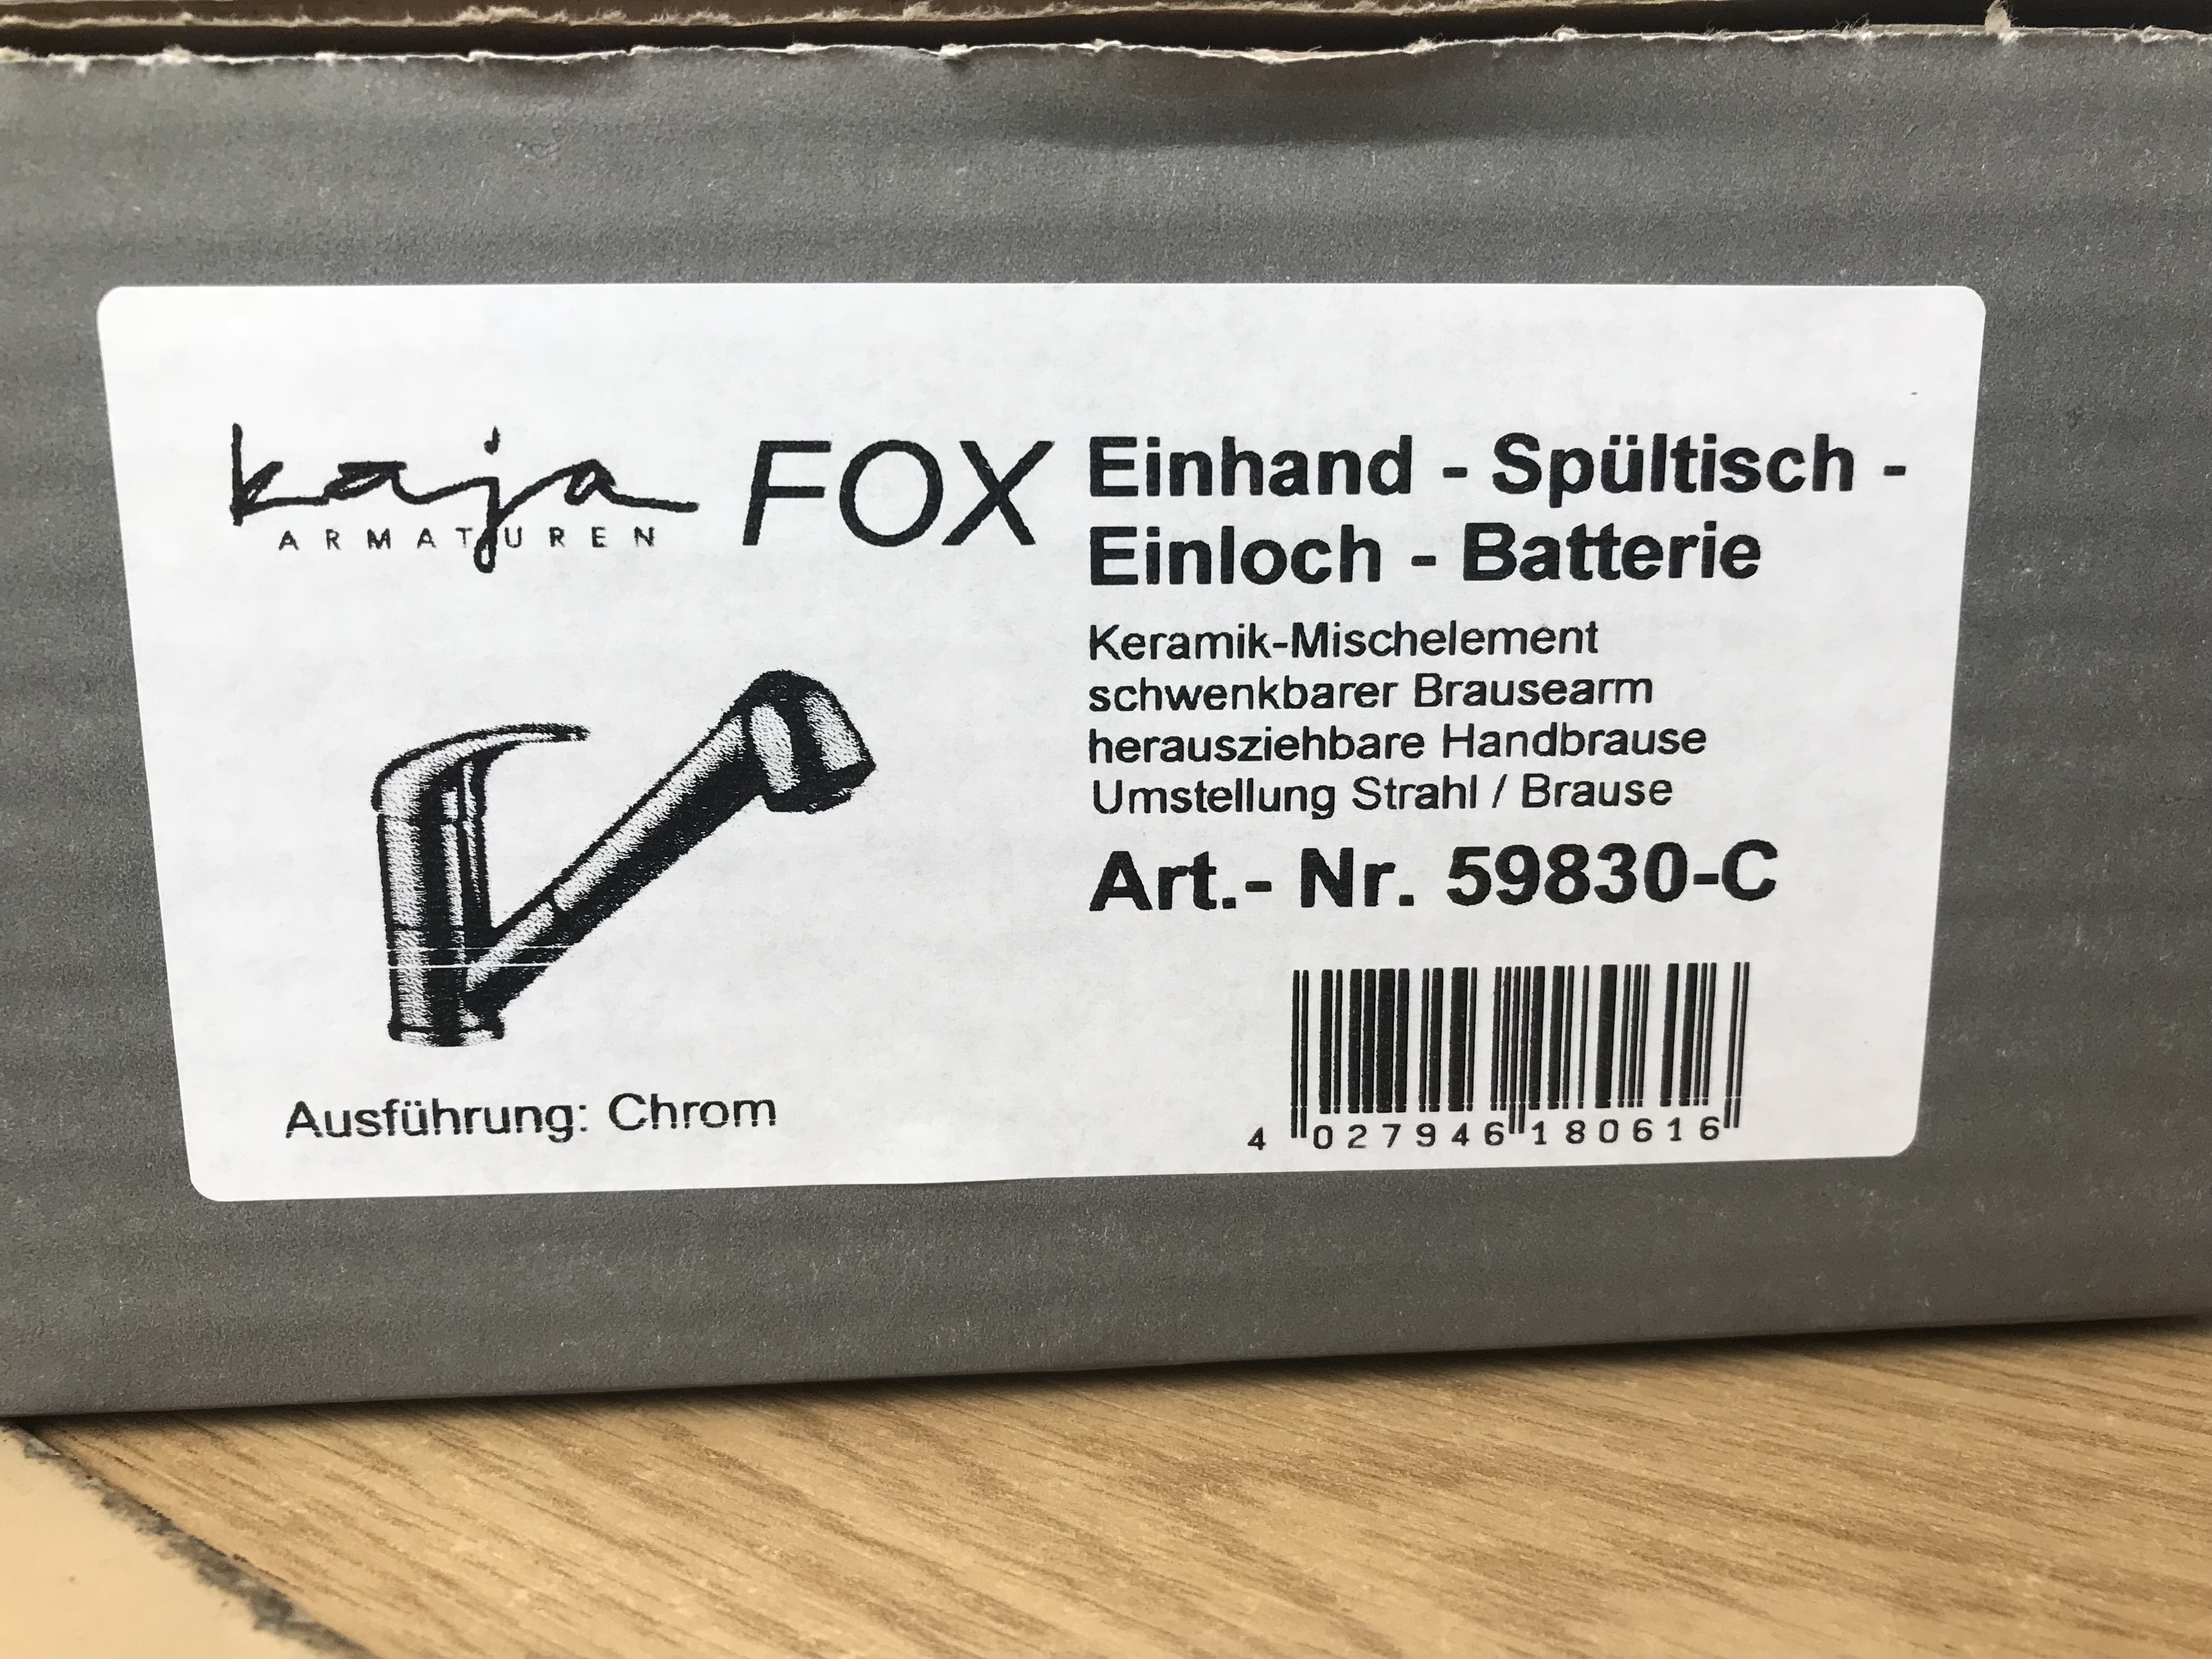 kaja FOX
ARMATUREN
Einhand - Spültisch -
Einloch - Batterie
Keramik-Mischelement
schwenkbarer Brausearm
herausziehbare Handbrause
Umstellung Strahl / Brause
Art.- Nr. 59830-C
Ausführung: Chrom
4 027946 180616